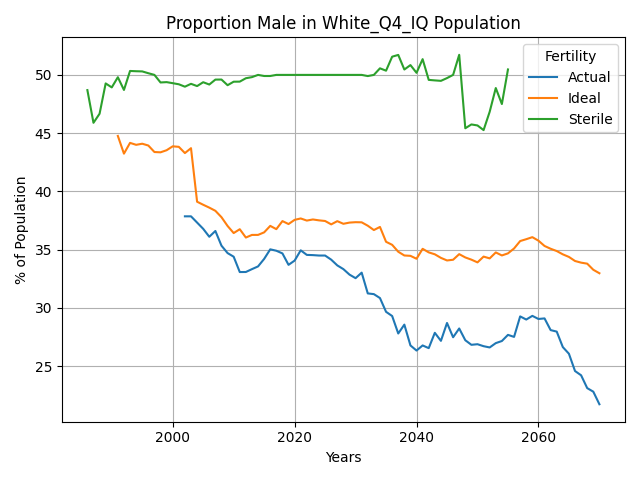 Proportion Male in White_Q4_IQ Population
Fertility
Actual
Ideal
Sterile
% of Population
50
45
40
35
30
25
2000 2020 2040 2060
Years